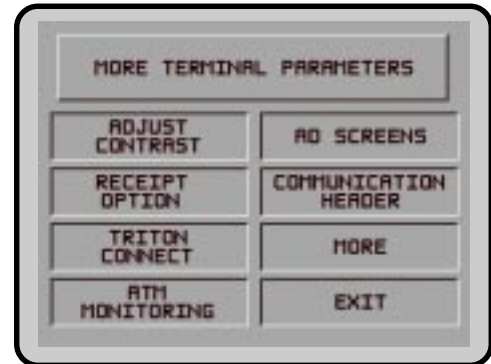 MORE TERMINAL PARAMETERS
ADJUST
CONTRAST
AD SCREENS
RECEIPT
OPTION
COMMUNICATION
HEADER
TRITON
CONNECT
MORE
ATM
MONITORING
EXIT